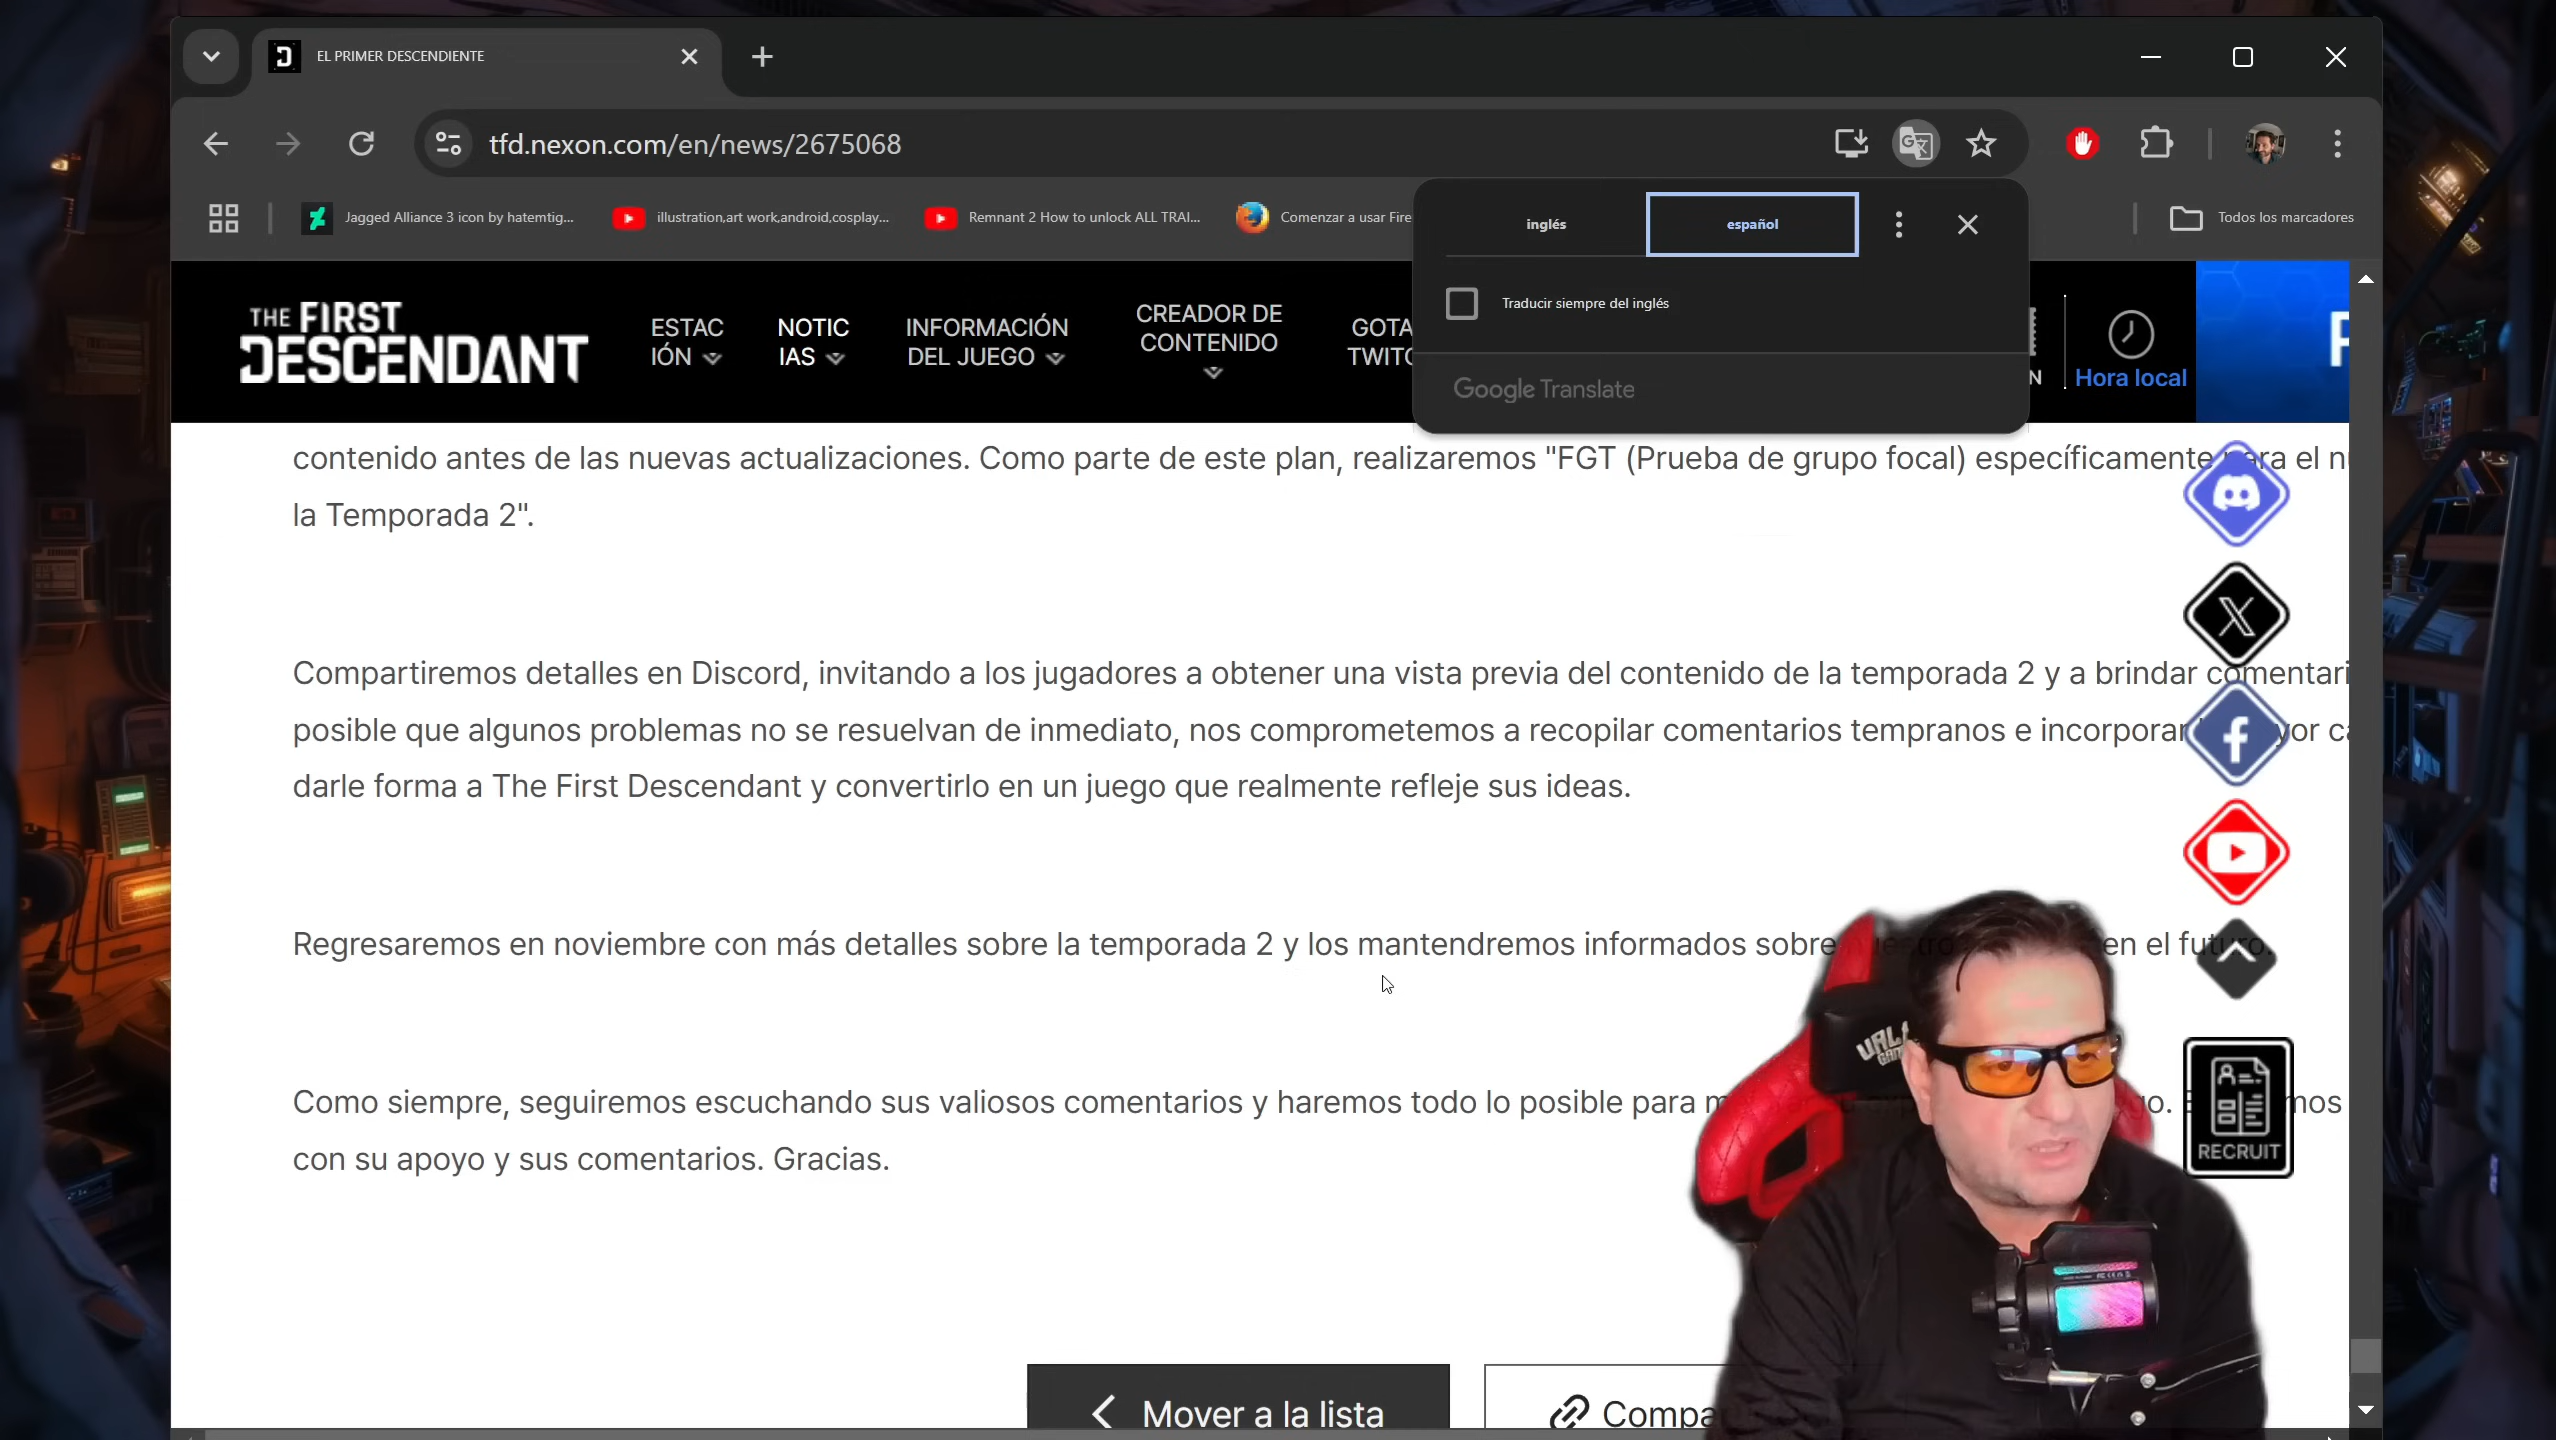 EL PRIMER DESCENDIENTE
tfd.nexon.com/en/news/2675068
Jagged Alliance 3 icon by hatemtig...
illustration,art work,android,cosplay...
Remnant 2 How to unlock ALL TRAI...
Comenzar a usar Fire
Todos los marcadores
inglés
español
Traducir siempre del inglés
Google Translate
THE FIRST
DESCENDANT
ESTAC
IÓN
NOTIC
IAS
INFORMACIÓN
DEL JUEGO
CREADOR DE
CONTENIDO
GOTA
TWITC
N
Hora local
contenido antes de las nuevas actualizaciones. Como parte de este plan, realizaremos "FGT (Prueba de grupo focal) específicamente para el nu
la Temporada 2".
Compartiremos detalles en Discord, invitando a los jugadores a obtener una vista previa del contenido de la temporada 2 y a brindar comentari
posible que algunos problemas no se resuelvan de inmediato, nos comprometemos a recopilar comentarios tempranos e incorporar
darle forma a The First Descendant y convertirlo en un juego que realmente refleje sus ideas.
Regresaremos en noviembre con más detalles sobre la temporada 2 y los mantendremos informados sobre en el futuro.
Como siempre, seguiremos escuchando sus valiosos comentarios y haremos todo lo posible para
con su apoyo y sus comentarios. Gracias.
RECRUIT
Mover a la lista
Compa